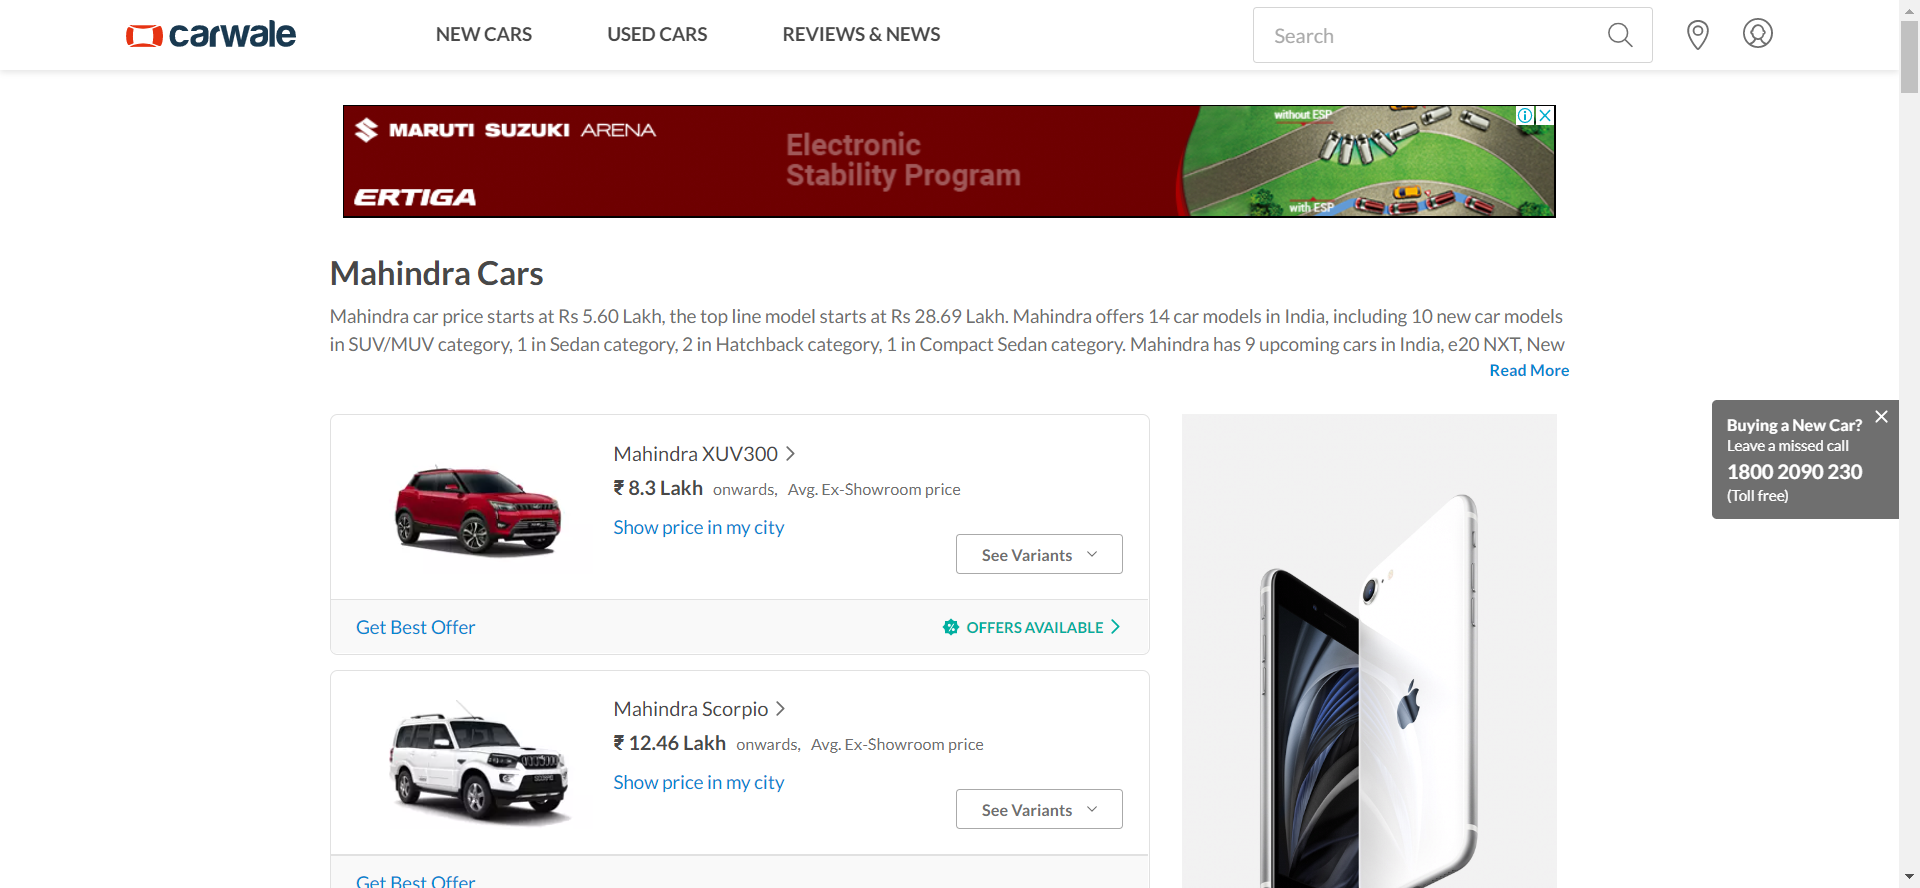 carwale
NEW CARS
USED CARS
REVIEWS & NEWS
Search
MARUTI SUZUKI ARENA
ERTIGA
Electronic
Stability Program
without ESP
with ESP
Mahindra Cars
Mahindra car price starts at Rs 5.60 Lakh, the top line model starts at Rs 28.69 Lakh. Mahindra offers 14 car models in India, including 10 new car models
in SUV/MUV category, 1 in Sedan category, 2 in Hatchback category, 1 in Compact Sedan category. Mahindra has 9 upcoming cars in India, e20 NXT, New
Read More
Mahindra XUV300
₹ 8.3 Lakh onwards, Avg. Ex-Showroom price
Show price in my city
See Variants
Get Best Offer
OFFERS AVAILABLE
Mahindra Scorpio
₹ 12.46 Lakh onwards, Avg. Ex-Showroom price
Show price in my city
See Variants
Get Best Offer
Buying a New Car?
Leave a missed call
1800 2090 230
(Toll free)